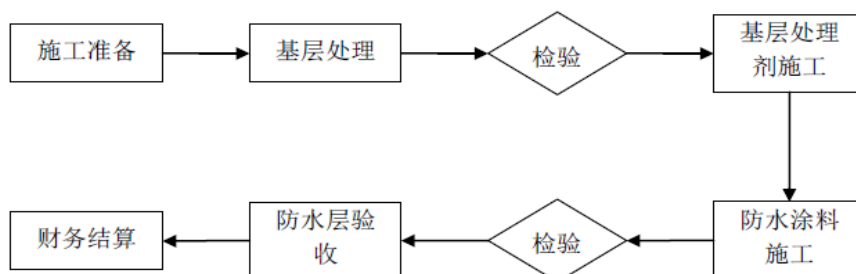 施工准备
基层处理
检验
基层处理
剂施工
防水涂料
施工
检验
防水层验
收
财务结算